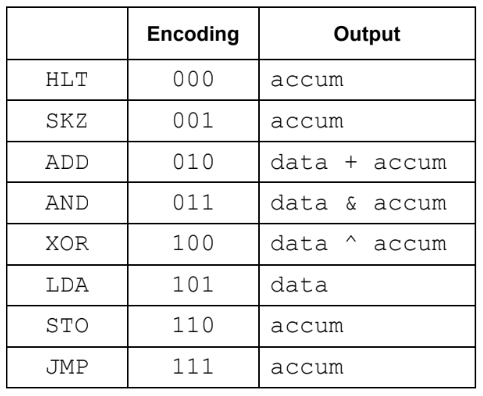 Encoding Output
HLT 000 accum
SKZ 001 accum
ADD 010 data + accum
AND 011 data & accum
XOR 100 data ^ accum
LDA 101 data
STO 110 accum
JMP 111 accum